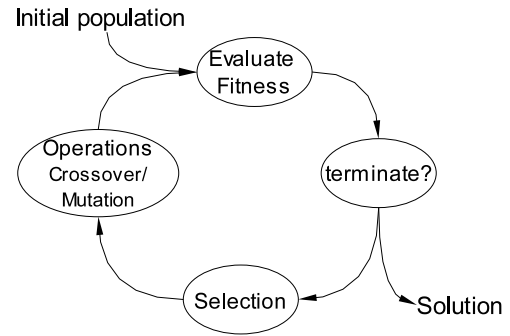 Initial population
Evaluate
Fitness
Operations
Crossover/
Mutation
terminate?
Selection
Solution